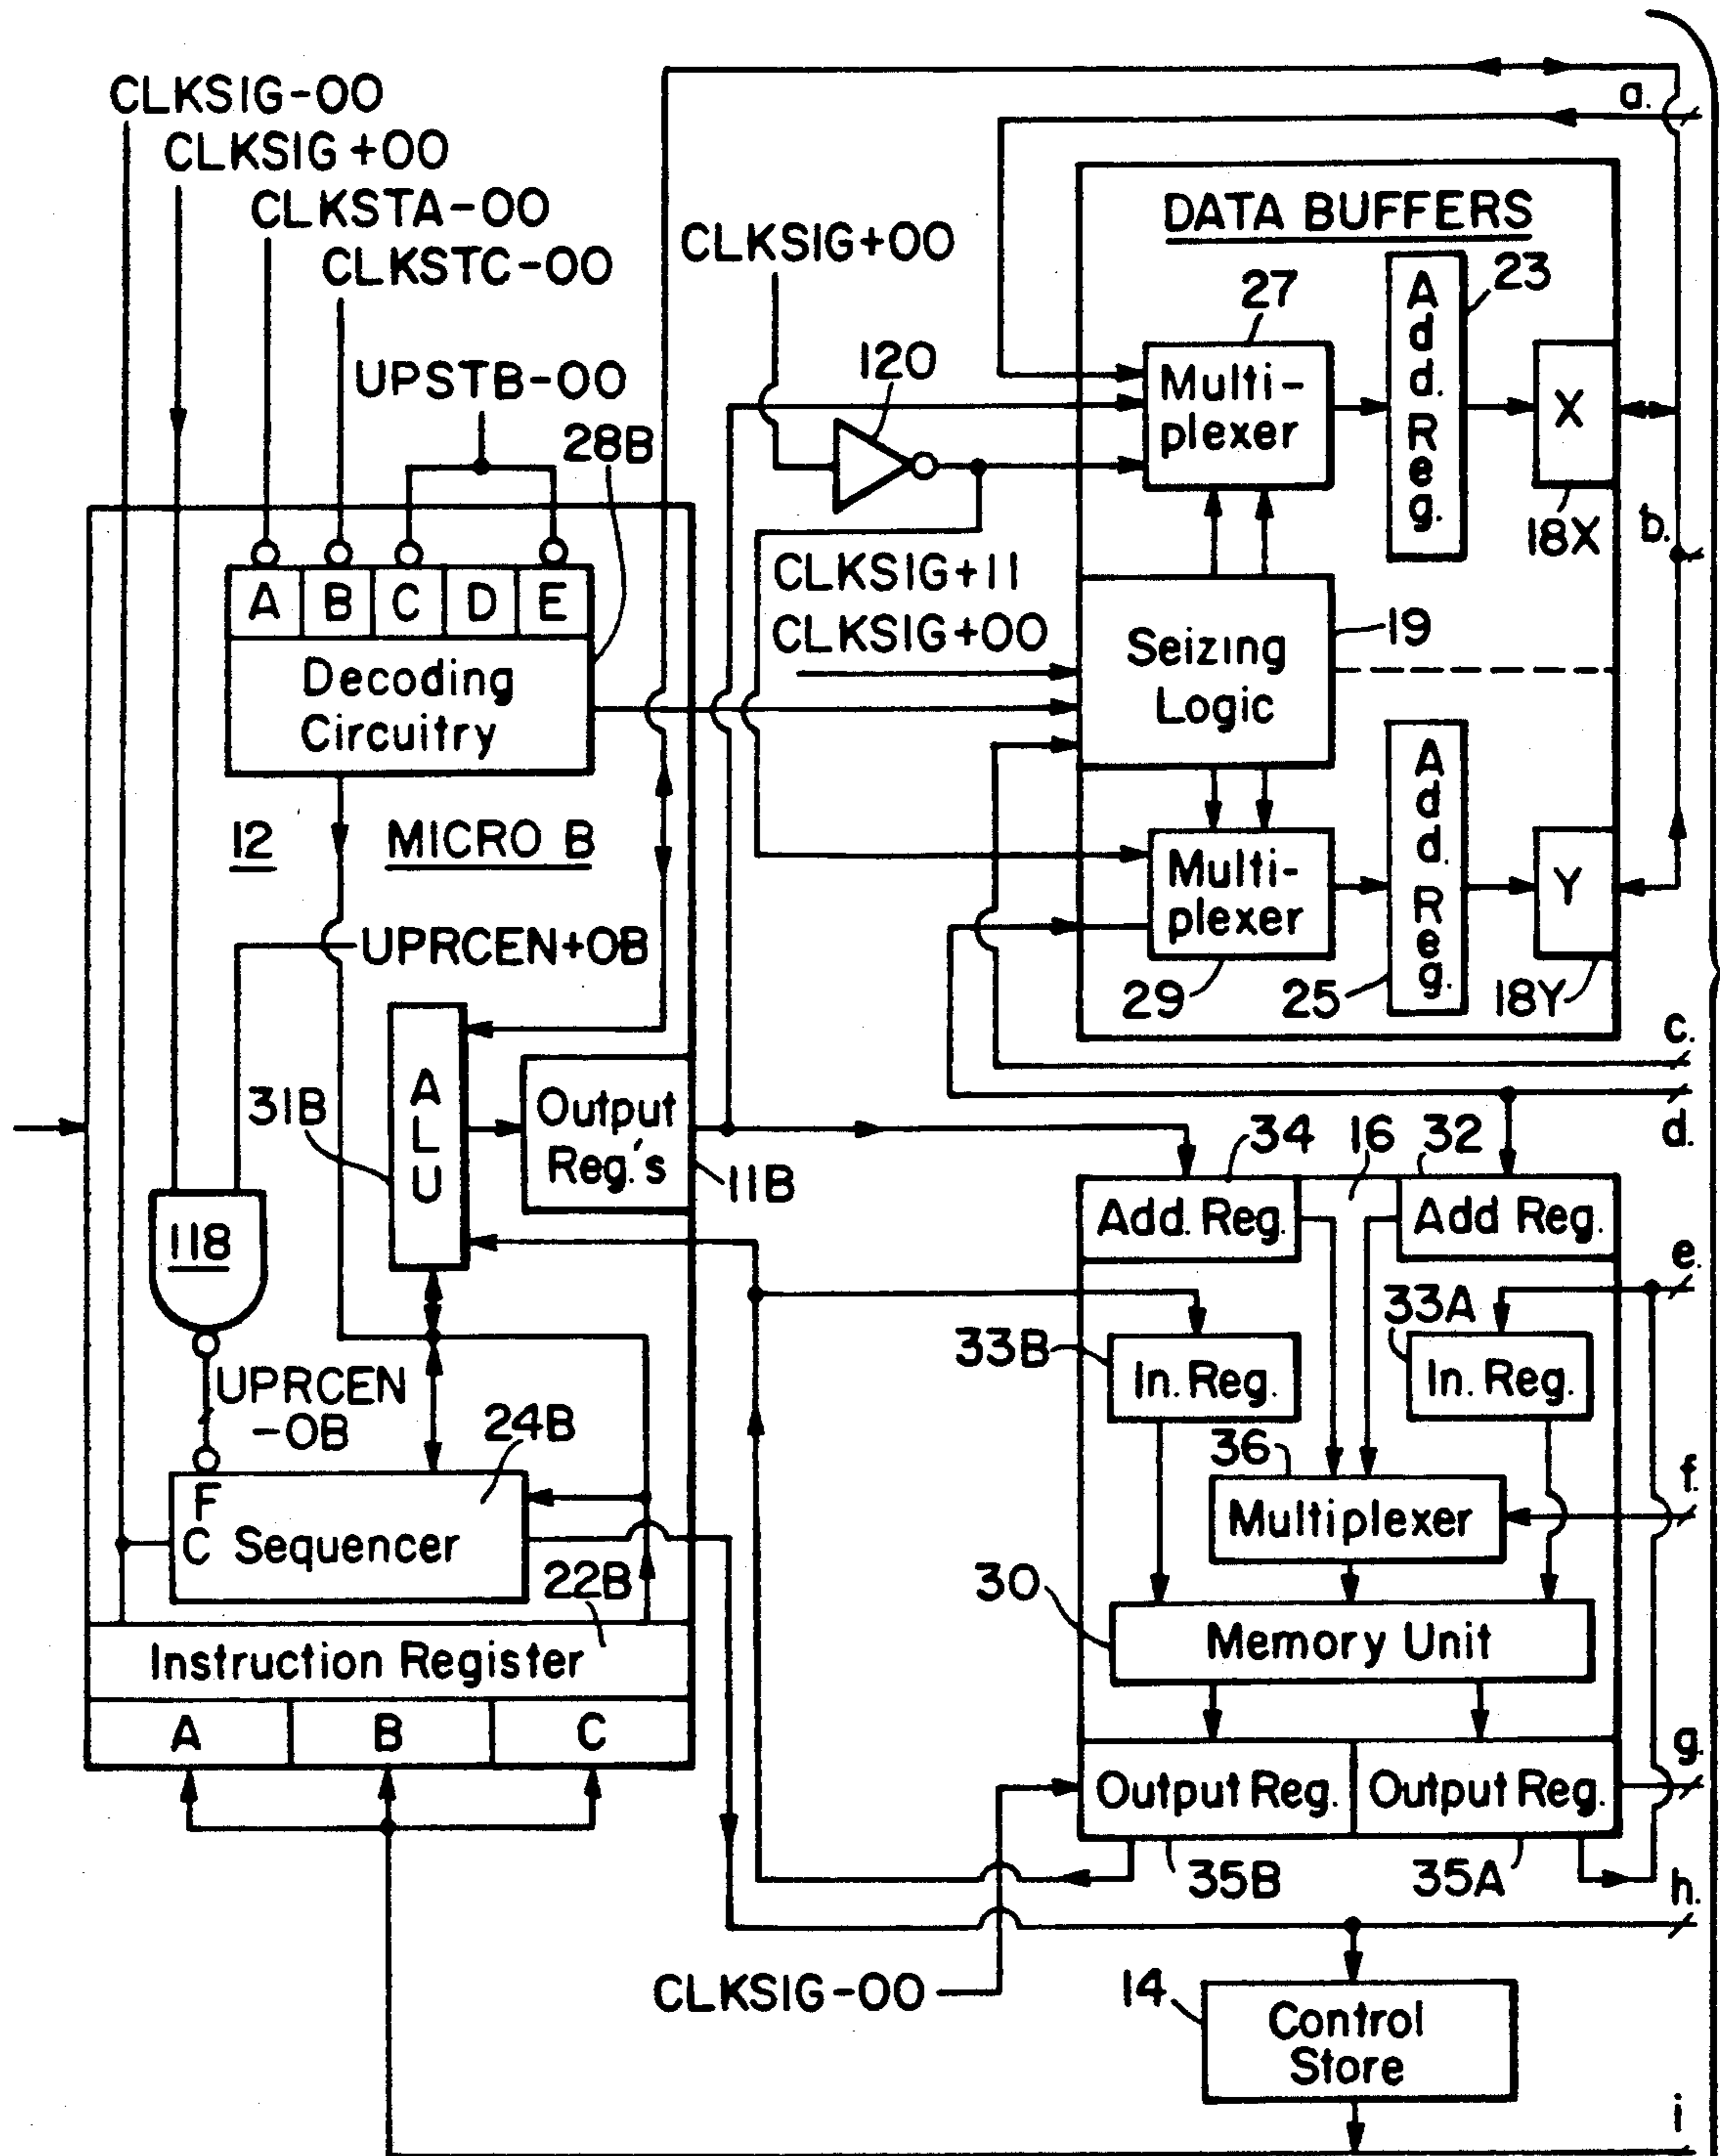 CLKSIG-00
CLKSIG+00
CLKSTA-00
CLKSTC-00
UPSTB-00
28B
A B C D E
Decoding
Circuitry
12
MICRO B
UPRCEN+0B
31B
ALU
Output
Reg.'s
11B
118
UPRCEN
-0B
24B
F
C Sequencer
22B
Instruction Register
A B C
a.
CLKSIG+00
120
CLKSIG+11
CLKSIG+00
DATA BUFFERS
27
Multi-
plexer
Add. Reg.
23
X
18X
b.
Seizing
Logic
19
Multi-
plexer
29
Add. Reg.
25
Y
18Y
c.
d.
34
16
32
Add. Reg.
Add Reg.
e.
33B
In. Reg.
33A
In. Reg.
36
Multiplexer
f.
30
Memory Unit
g.
Output Reg.
Output Reg.
35B
35A
h.
CLKSIG-00
14
Control
Store
i